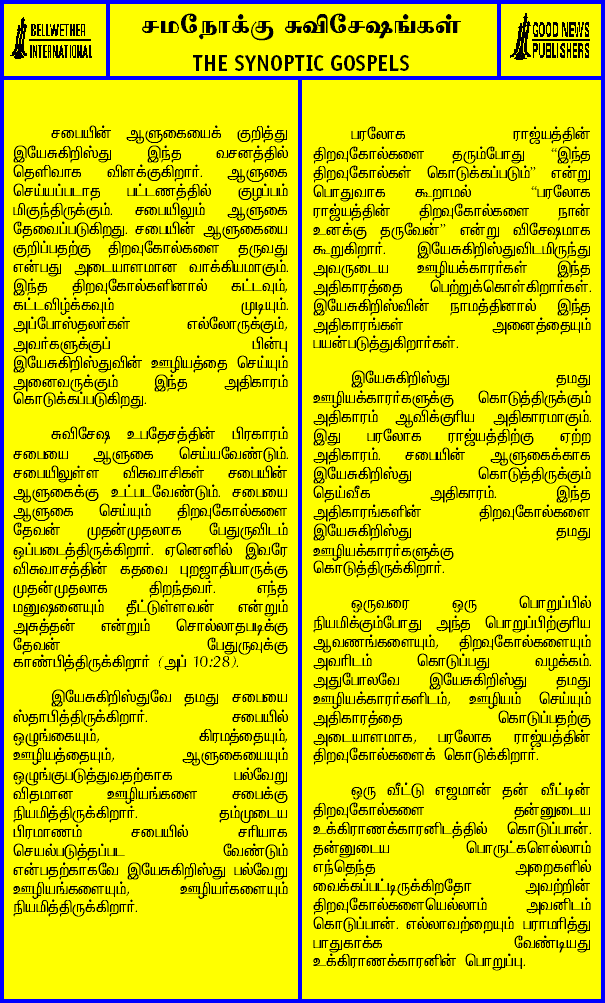 BELLWETHER
INTERNATIONAL
சமநோக்கு சுவிசேஷங்கள்
THE SYNOPTIC GOSPELS
GOOD NEWS
PUBLISHERS
சபையின் ஆளுகையைக் குறித்து
இயேசுகிறிஸ்து இந்த வசனத்தில்
தெளிவாக விளக்குகிறார். ஆளுகை
செய்யப்படாத பட்டணத்தில் குழப்பம்
மிகுந்திருக்கும். சபையிலும் ஆளுகை
தேவைப்படுகிறது. சபையின் ஆளுகையை
குறிப்பதற்கு திறவுகோல்களை தருவது
என்பது அடையாளமான வாக்கியமாகும்.
இந்த திறவுகோல்களினால் கட்டவும்,
கட்டவிழ்க்கவும் முடியும்.
அப்போஸ்தலர்கள் எல்லோருக்கும்,
அவர்களுக்குப் பின்பு
இயேசுகிறிஸ்துவின் ஊழியத்தை செய்யும்
அனைவருக்கும் இந்த அதிகாரம்
கொடுக்கப்படுகிறது.
சுவிசேஷ உபதேசத்தின் பிரகாரம்
சபையை ஆளுகை செய்யவேண்டும்.
சபையிலுள்ள விசுவாசிகள் சபையின்
ஆளுகைக்கு உட்படவேண்டும். சபையை
ஆளுகை செய்யும் திறவுகோல்களை
தேவன் முதன்முதலாக பேதுருவிடம்
ஒப்படைத்திருக்கிறார். ஏனெனில் இவரே
விசுவாசத்தின் கதவை புறஜாதியாருக்கு
முதன்முதலாக திறந்தவர். எந்த
மனுஷனையும் தீட்டுள்ளவன் என்றும்
அசுத்தன் என்றும் சொல்லாதபடிக்கு
தேவன் பேதுருவுக்கு
காண்பித்திருக்கிறார் (அப் 10:28).
இயேசுகிறிஸ்துவே தமது சபையை
ஸ்தாபித்திருக்கிறார். சபையில்
ஒழுங்கையும், கிரமத்தையும்,
ஊழியத்தையும், ஆளுகையையும்
ஒழுங்குபடுத்துவதற்காக பல்வேறு
விதமான ஊழியங்களை சபைக்கு
நியமித்திருக்கிறார். தம்முடைய
பிரமாணம் சபையில் சரியாக
செயல்படுத்தப்பட வேண்டும்
என்பதற்காகவே இயேசுகிறிஸ்து பல்வேறு
ஊழியங்களையும், ஊழியர்களையும்
நியமித்திருக்கிறார்.
பரலோக ராஜ்யத்தின்
திறவுகோல்களை தரும்போது “இந்த
திறவுகோல்கள் கொடுக்கப்படும்” என்று
பொதுவாக கூறாமல் “பரலோக
ராஜ்யத்தின் திறவுகோல்களை நான்
உனக்கு தருவேன்” என்று விசேஷமாக
கூறுகிறார். இயேசுகிறிஸ்துவிடமிருந்து
அவருடைய ஊழியக்காரர்கள் இந்த
அதிகாரத்தை பெற்றுக்கொள்கிறார்கள்.
இயேசுகிறிஸ்வின் நாமத்தினால் இந்த
அதிகாரங்கள் அனைத்தையும்
பயன்படுத்துகிறார்கள்.
இயேசுகிறிஸ்து தமது
ஊழியக்காரர்களுக்கு கொடுத்திருக்கும்
அதிகாரம் ஆவிக்குரிய அதிகாரமாகும்.
இது பரலோக ராஜ்யத்திற்கு ஏற்ற
அதிகாரம். சபையின் ஆளுகைக்காக
இயேசுகிறிஸ்து கொடுத்திருக்கும்
தெய்வீக அதிகாரம். இந்த
அதிகாரங்களின் திறவுகோல்களை
இயேசுகிறிஸ்து தமது
ஊழியக்காரர்களுக்கு
கொடுத்திருக்கிறார்.
ஒருவரை ஒரு பொறுப்பில்
நியமிக்கும்போது அந்த பொறுப்பிற்குரிய
ஆவணங்களையும், திறவுகோல்களையும்
அவரிடம் கொடுப்பது வழக்கம்.
அதுபோலவே இயேசுகிறிஸ்து தமது
ஊழியக்காரர்களிடம், ஊழியம் செய்யும்
அதிகாரத்தை கொடுப்பதற்கு
அடையாளமாக, பரலோக ராஜ்யத்தின்
திறவுகோல்களைக் கொடுக்கிறார்.
ஒரு வீட்டு எஜமான் தன் வீட்டின்
திறவுகோல்களை தன்னுடைய
உக்கிராணக்காரனிடத்தில் கொடுப்பான்.
தன்னுடைய பொருட்களெல்லாம்
எந்தெந்த அறைகளில்
வைக்கப்பட்டிருக்கிறதோ அவற்றின்
திறவுகோல்களையெல்லாம் அவனிடம்
கொடுப்பான். எல்லாவற்றையும் பராமரித்து
பாதுகாக்க வேண்டியது
உக்கிராணக்காரனின் பொறுப்பு.